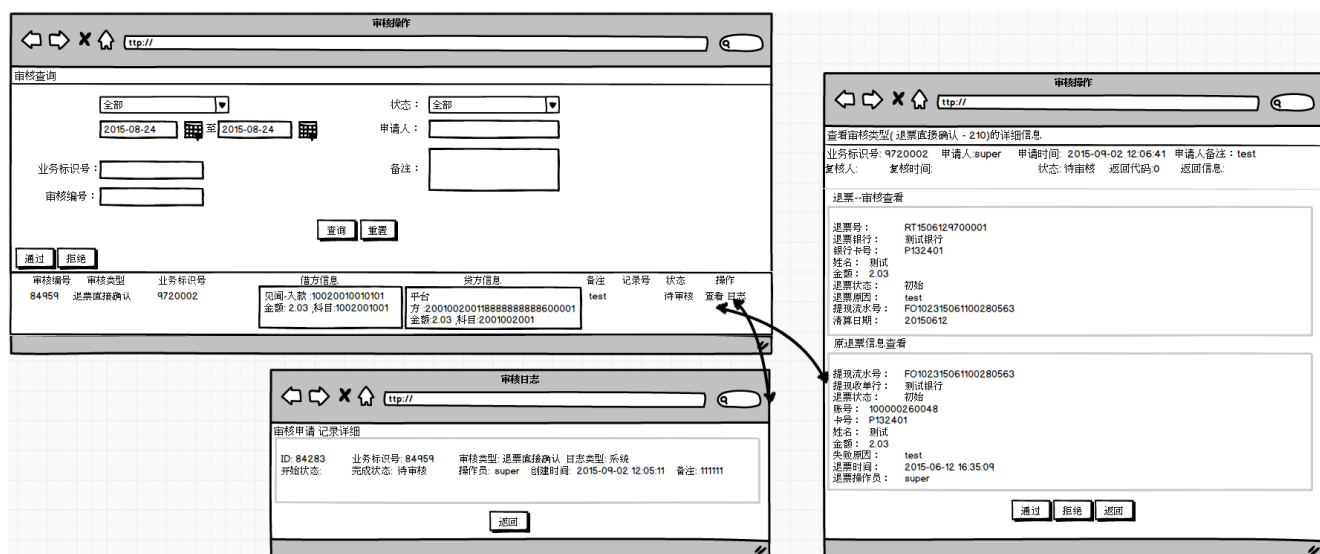 审核操作
ttp://
审核查询
全部
状态： 全部
2015-08-24 至 2015-08-24
申请人：
业务标识号：
备注：
审核编号：
查询 重置
通过 拒绝
审核编号 审核类型 业务标识号 借方信息 贷方信息 备注 记录号 状态 操作
84959 退票直接确认 9720002 见闻-入款 :10020010010101 平台 test 待审核 查看 日志
金额: 2.03 ,科目:1002001001 方 :20010020011888888888600001
金额:2.03 ,科目:2001002001
审核日志
ttp://
审核申请 记录详细
ID: 84283 业务标识号: 84959 审核类型: 退票直接确认 日志类型: 系统
开始状态: 完成状态: 待审核 操作员: super 创建时间: 2015-09-02 12:05:11 备注: 111111
返回
审核操作
ttp://
查看审核类型( 退票直接确认 - 210)的详细信息
业务标识号: 9720002 申请人:super 申请时间: 2015-09-02 12:06:41 申请人备注：test
复核人: 复核时间: 状态: 待审核 返回代码:0 返回信息:
退票--审核查看
退票号： RT1506129700001
退票银行： 测试银行
银行卡号： P132401
姓名： 测试
金额： 2.03
退票状态： 初始
退票原因： test
提现流水号： FO102315061100280563
清算日期： 20150612
原退票信息查看
提现流水号： FO102315061100280563
提现收单行： 测试银行
退票状态： 初始
账号： 100000260048
卡号： P132401
姓名： 测试
金额： 2.03
失败原因： test
退票时间： 2015-06-12 16:35:09
退票操作员： super
通过 拒绝 返回